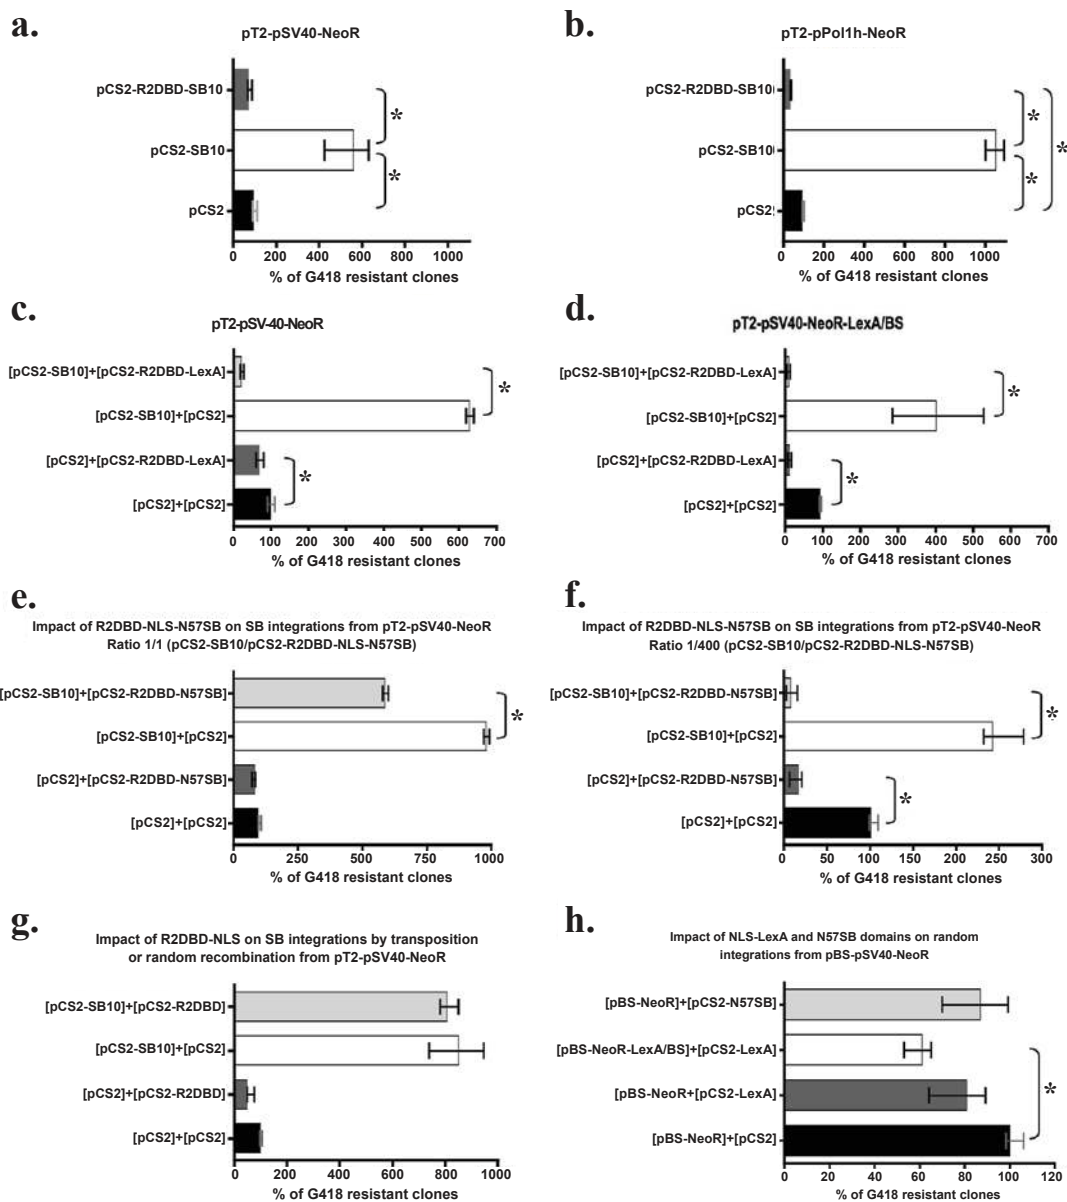 a.
pT2-pSV40-NeoR
pCS2-R2DBD-SB10
*
pCS2-SB10
*
pCS2
0 200 400 600 800 1000
% of G418 resistant clones
b.
pT2-pPol1h-NeoR
pCS2-R2DBD-SB10
*
*
pCS2-SB10
*
pCS2
0 200 400 600 800 1000
% of G418 resistant clones
c.
pT2-pSV-40-NeoR
[pCS2-SB10]+[pCS2-R2DBD-LexA]
*
[pCS2-SB10]+[pCS2]
[pCS2]+[pCS2-R2DBD-LexA]
*
[pCS2]+[pCS2]
0 100 200 300 400 500 600 700
% of G418 resistant clones
d.
pT2-pSV40-NeoR-LexA/BS
[pCS2-SB10]+[pCS2-R2DBD-LexA]
*
[pCS2-SB10]+[pCS2]
[pCS2]+[pCS2-R2DBD-LexA]
*
[pCS2]+[pCS2]
0 100 200 300 400 500 600 700
% of G418 resistant clones
e.
Impact of R2DBD-NLS-N57SB on SB integrations from pT2-pSV40-NeoR
Ratio 1/1 (pCS2-SB10/pCS2-R2DBD-NLS-N57SB)
[pCS2-SB10]+[pCS2-R2DBD-N57SB]
*
[pCS2-SB10]+[pCS2]
[pCS2]+[pCS2-R2DBD-N57SB]
[pCS2]+[pCS2]
0 250 500 750 1000
% of G418 resistant clones
f.
Impact of R2DBD-NLS-N57SB on SB integrations from pT2-pSV40-NeoR
Ratio 1/400 (pCS2-SB10/pCS2-R2DBD-NLS-N57SB)
[pCS2-SB10]+[pCS2-R2DBD-N57SB]
*
[pCS2-SB10]+[pCS2]
[pCS2]+[pCS2-R2DBD-N57SB]
*
[pCS2]+[pCS2]
0 50 100 150 200 250 300
% of G418 resistant clones
g.
Impact of R2DBD-NLS on SB integrations by transposition
or random recombination from pT2-pSV40-NeoR
[pCS2-SB10]+[pCS2-R2DBD]
[pCS2-SB10]+[pCS2]
[pCS2]+[pCS2-R2DBD]
[pCS2]+[pCS2]
0 200 400 600 800 1000
% of G418 resistant clones
h.
Impact of NLS-LexA and N57SB domains on random
integrations from pBS-pSV40-NeoR
[pBS-NeoR]+[pCS2-N57SB]
[pBS-NeoR-LexA/BS]+[pCS2-LexA]
*
[pBS-NeoR+[pCS2-LexA]
[pBS-NeoR]+[pCS2]
0 20 40 60 80 100 120
% of G418 resistant clones